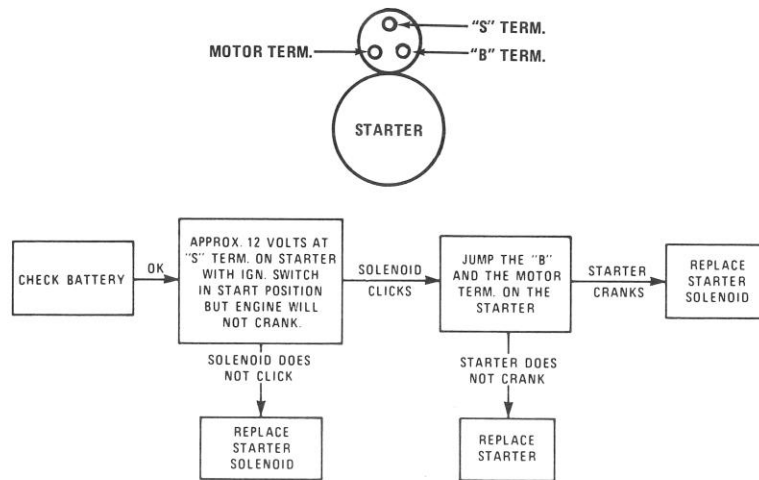 "S" TERM.
MOTOR TERM.
"B" TERM.
STARTER
CHECK BATTERY
OK
APPROX. 12 VOLTS AT
"S" TERM. ON STARTER
WITH IGN. SWITCH
IN START POSITION
BUT ENGINE WILL
NOT CRANK.
SOLENOID
CLICKS
JUMP THE "B"
AND THE MOTOR
TERM. ON THE
STARTER
STARTER
CRANKS
REPLACE
STARTER
SOLENOID
SOLENOID DOES
NOT CLICK
STARTER DOES
NOT CRANK
REPLACE
STARTER
SOLENOID
REPLACE
STARTER